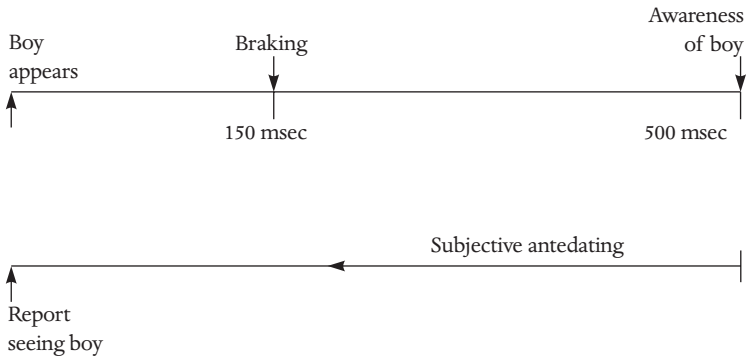 Boy
appears
Braking
Awareness
of boy
150 msec
500 msec
Subjective antedating
Report
seeing boy